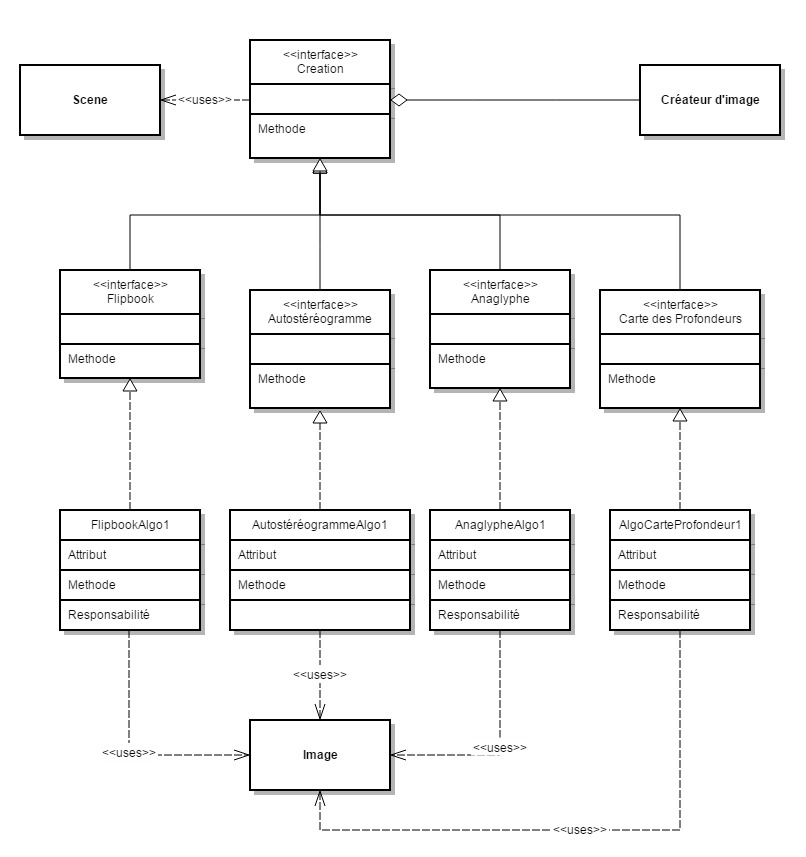 <<interface>>
Creation
Methode
Scene
<<uses>>
Créateur d'image
<<interface>>
Flipbook
Methode
<<interface>>
Autostéréogramme
Methode
<<interface>>
Anaglyphe
Methode
<<interface>>
Carte des Profondeurs
Methode
FlipbookAlgo1
Attribut
Methode
Responsabilité
AutostéréogrammeAlgo1
Attribut
Methode
AnaglypheAlgo1
Attribut
Methode
Responsabilité
AlgoCarteProfondeur1
Attribut
Methode
Responsabilité
<<uses>>
<<uses>>
Image
<<uses>>
<<uses>>